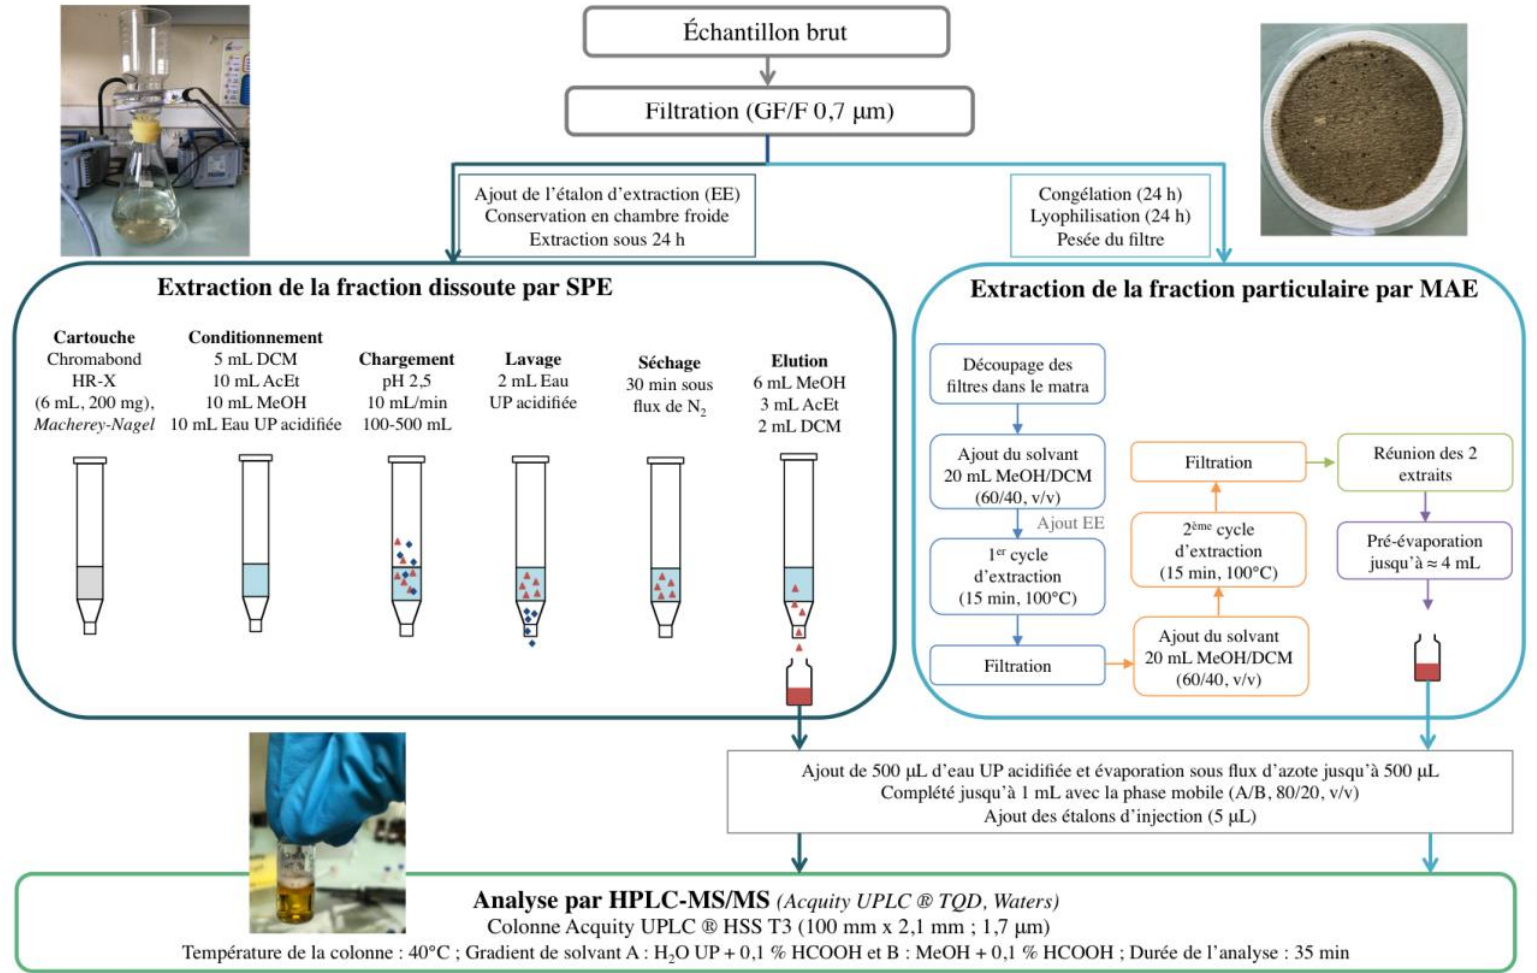 Échantillon brut
Filtration (GF/F 0,7 µm)
Ajout de l’étalon d’extraction (EE)
Conservation en chambre froide
Extraction sous 24 h
Congélation (24 h)
Lyophilisation (24 h)
Pesée du filtre
Extraction de la fraction dissoute par SPE
Cartouche
Chromabond
HR-X
(6 mL, 200 mg),
Macherey-Nagel
Conditionnement
5 mL DCM
10 mL AcEt
10 mL MeOH
10 mL Eau UP acidifiée
Chargement
pH 2,5
10 mL/min
100-500 mL
Lavage
2 mL Eau
UP acidifiée
Séchage
30 min sous
flux de N₂
Elution
6 mL MeOH
3 mL AcEt
2 mL DCM
Extraction de la fraction particulaire par MAE
Découpage des
filtres dans le matra
Ajout du solvant
20 mL MeOH/DCM
(60/40, v/v)
Ajout EE
1er cycle
d’extraction
(15 min, 100°C)
Filtration
Ajout du solvant
20 mL MeOH/DCM
(60/40, v/v)
2ème cycle
d’extraction
(15 min, 100°C)
Filtration
Réunion des 2
extraits
Pré-évaporation
jusqu’à ≈ 4 mL
Ajout de 500 µL d’eau UP acidifiée et évaporation sous flux d’azote jusqu’à 500 µL
Complété jusqu’à 1 mL avec la phase mobile (A/B, 80/20, v/v)
Ajout des étalons d’injection (5 µL)
Analyse par HPLC-MS/MS (Acquity UPLC ® TQD, Waters)
Colonne Acquity UPLC ® HSS T3 (100 mm x 2,1 mm ; 1,7 µm)
Température de la colonne : 40°C ; Gradient de solvant A : H₂O UP + 0,1 % HCOOH et B : MeOH + 0,1 % HCOOH ; Durée de l’analyse : 35 min